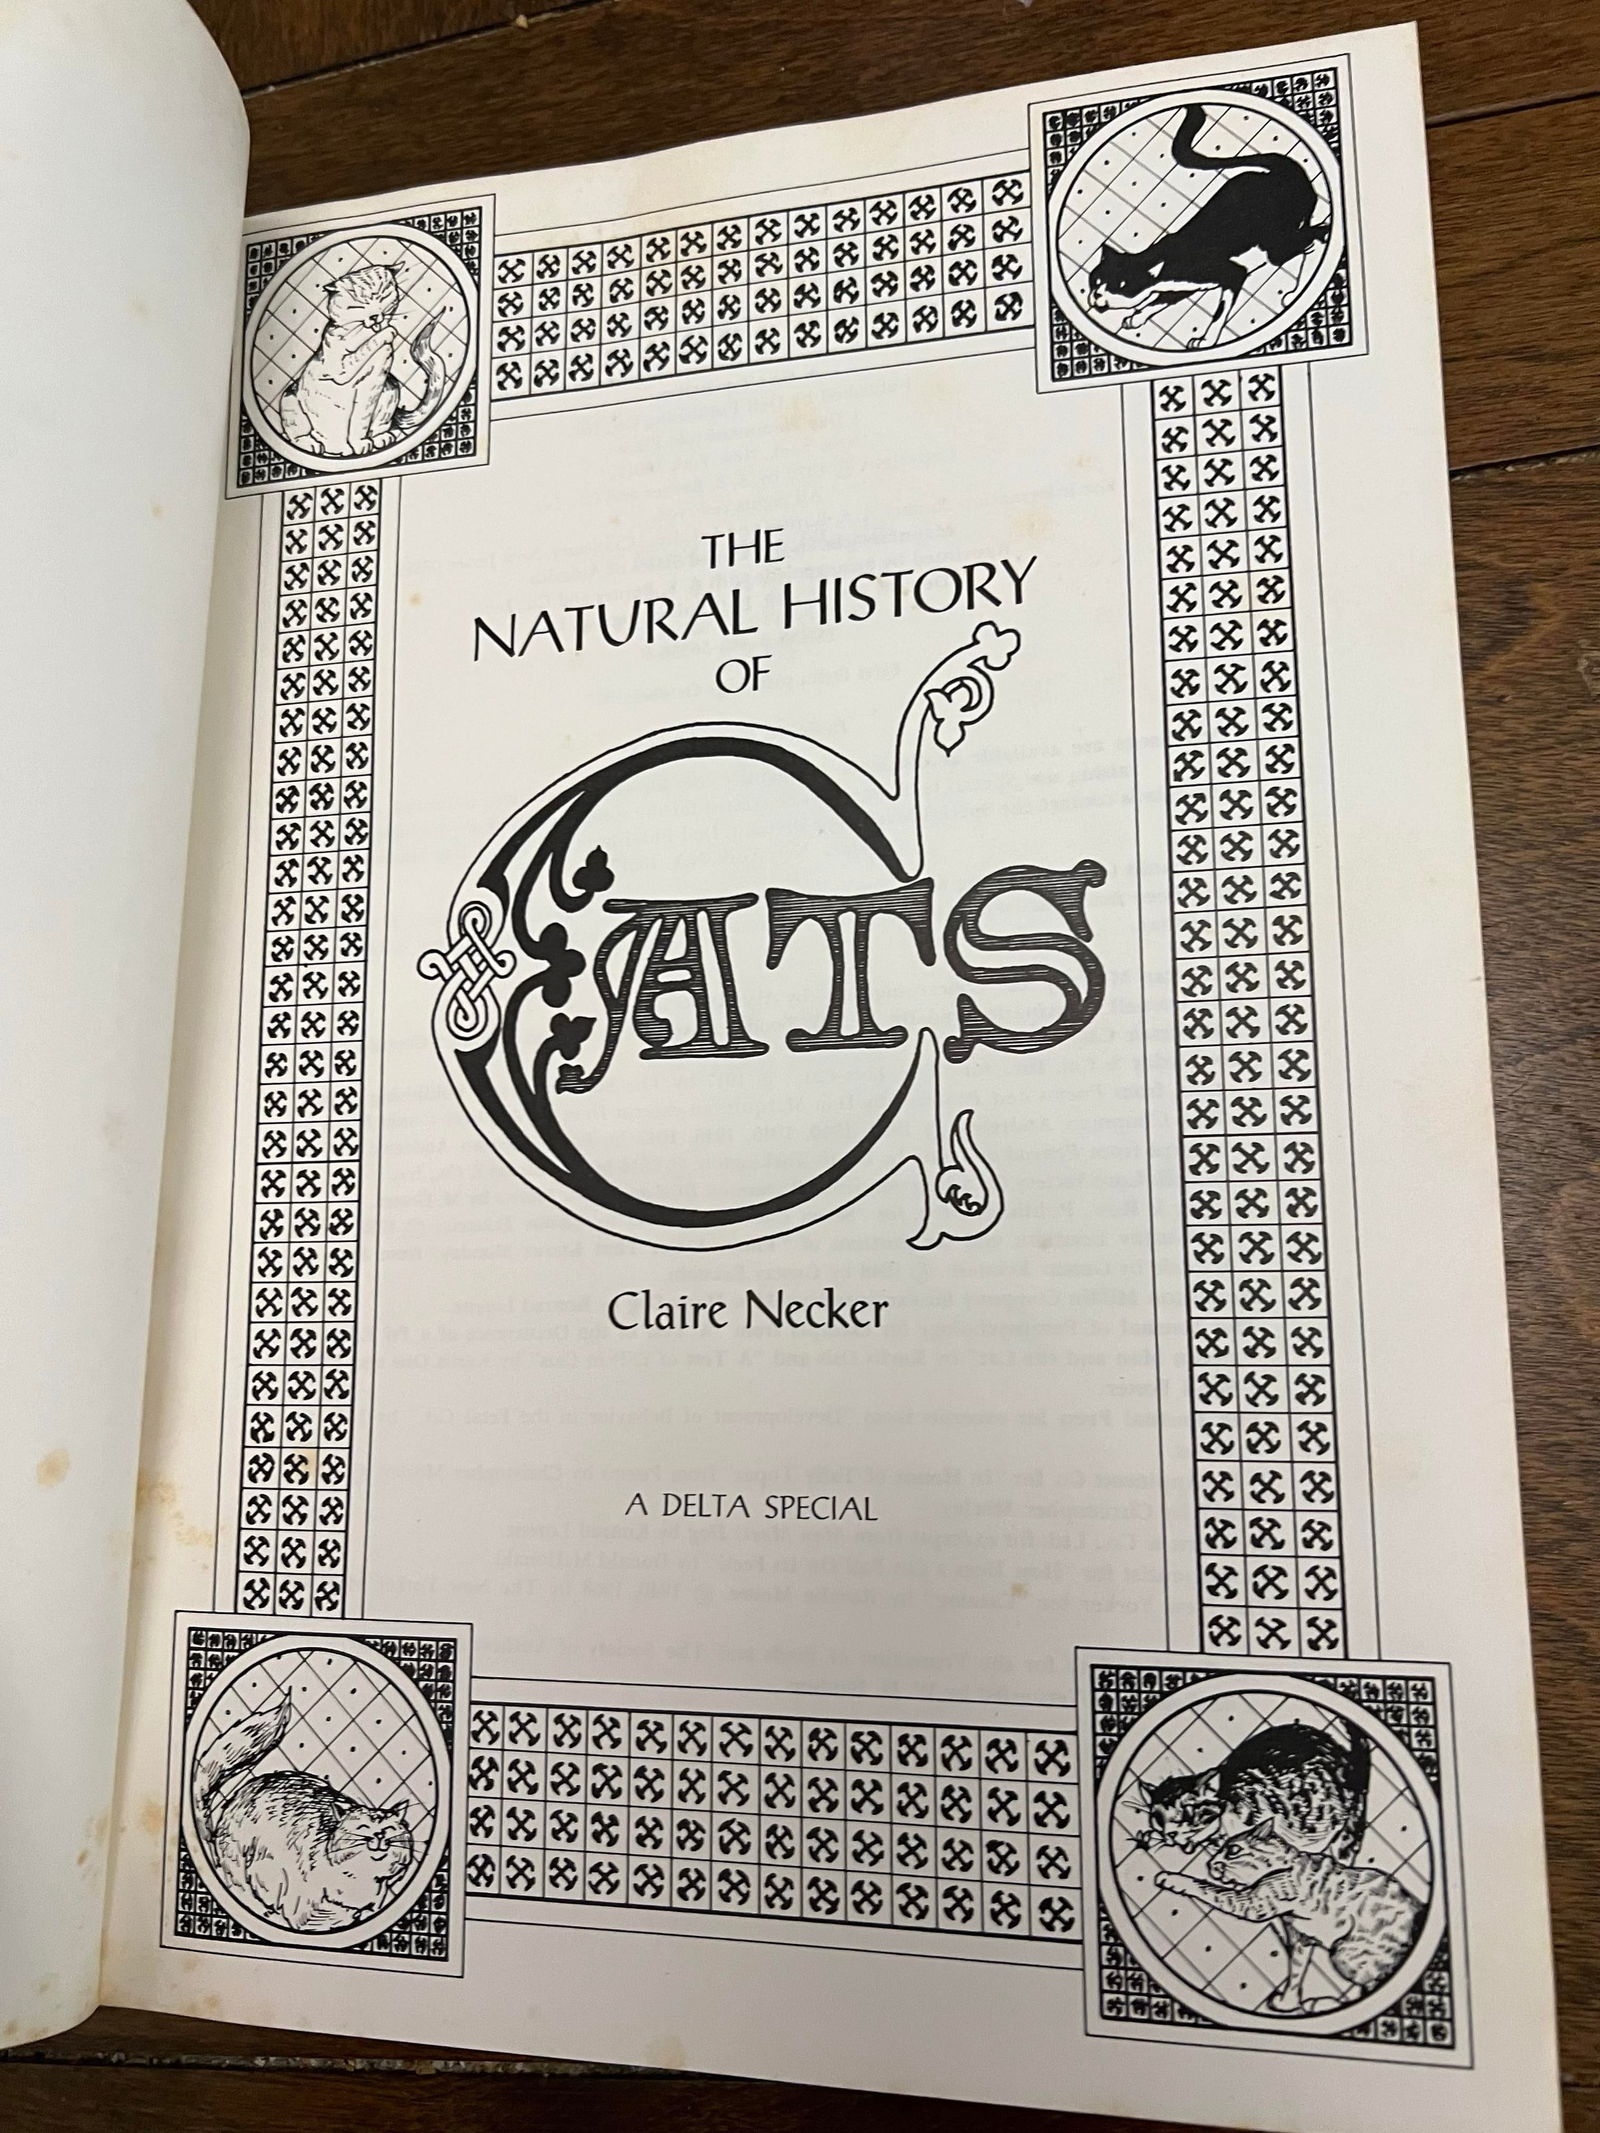 THE
NATURAL HISTORY
OF
CATS
Claire Necker
A DELTA SPECIAL